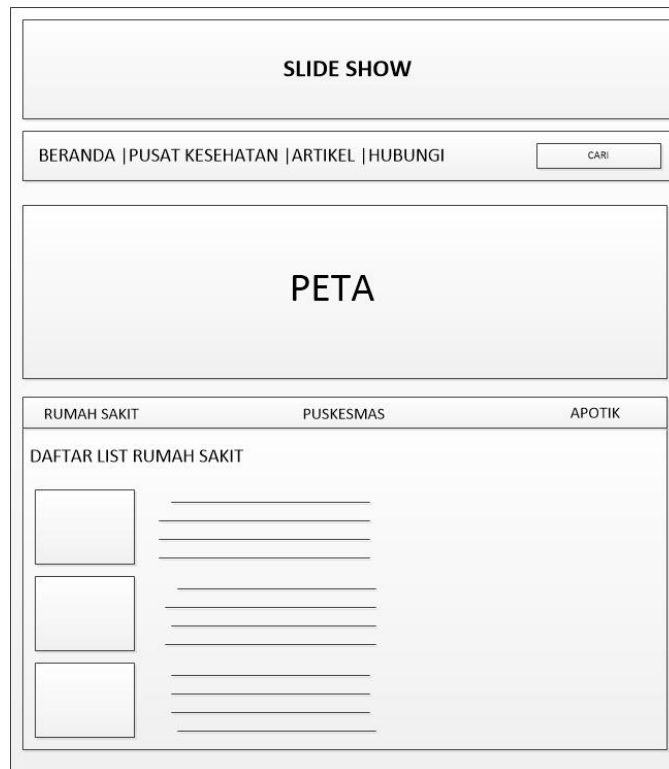 SLIDE SHOW
BERANDA |PUSAT KESEHATAN |ARTIKEL |HUBUNGI
CARI
PETA
RUMAH SAKIT PUSKESMAS APOTIK
DAFTAR LIST RUMAH SAKIT